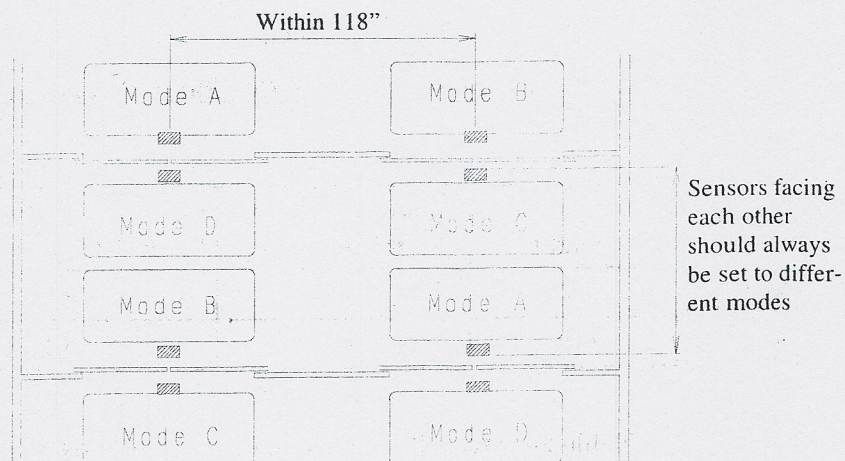 Within 118”
Mode A
Mode B
Mode D
Mode C
Mode B
Mode A
Mode C
Mode D
Sensors facing
each other
should always
be set to differ-
ent modes